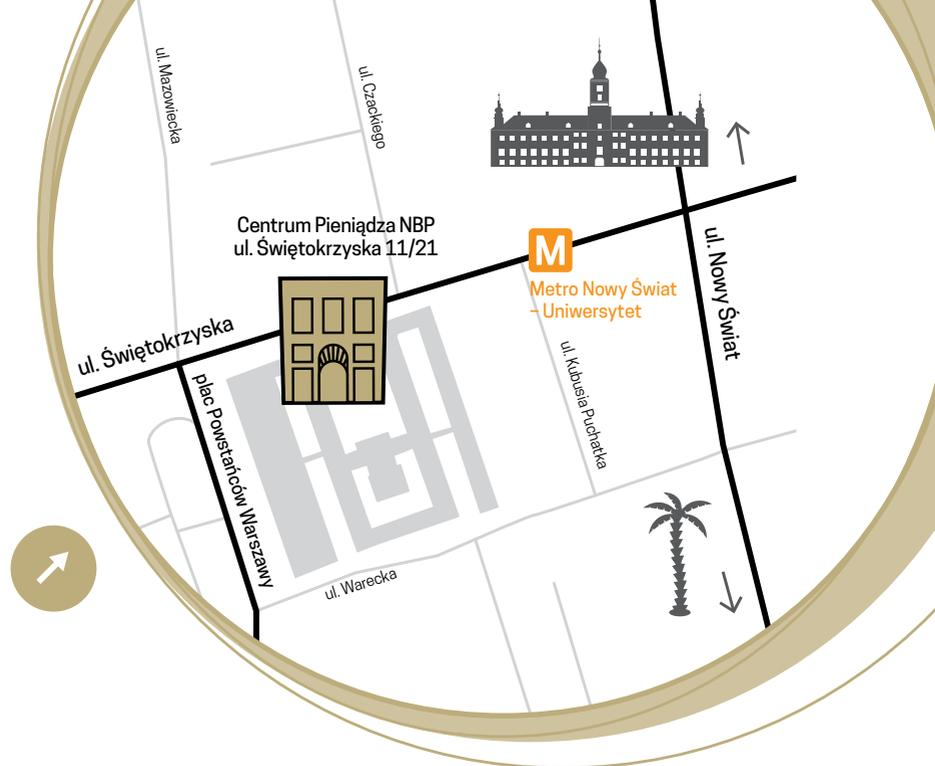 ul. Mazowiecka
ul. Czackiego
Centrum Pieniądza NBP
ul. Świętokrzyska 11/21
M
Metro Nowy Świat
– Uniwersytet
ul. Nowy Świat
ul. Świętokrzyska
plac Powstańców Warszawy
ul. Kubusia Puchatka
ul. Warecka